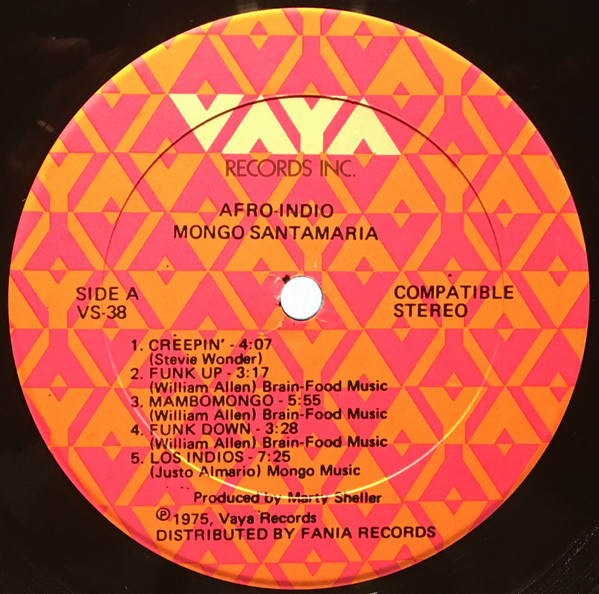 VAYA
RECORDS INC.
AFRO-INDIO
MONGO SANTAMARIA
SIDE A
VS-38
COMPATIBLE
STEREO
1. CREEPIN' - 4:07
(Stevie Wonder)
2. FUNK UP - 3:17
(William Allen) Brain-Food Music
3. MAMBOMONGO - 5:55
(William Allen) Brain-Food Music
4. FUNK DOWN - 3:28
(William Allen) Brain-Food Music
5. LOS INDIOS - 7:25
(Justo Almario) Mongo Music
Produced by Marty Sheller
℗ 1975, Vaya Records
DISTRIBUTED BY FANIA RECORDS